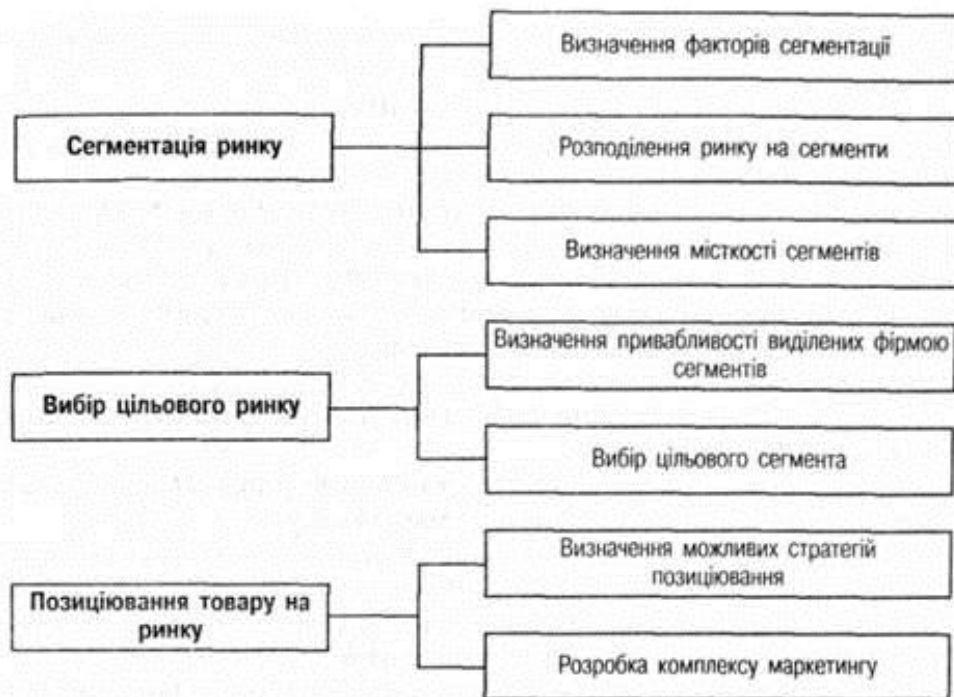 Визначення факторів сегментації
Сегментація ринку
Розподілення ринку на сегменти
Визначення місткості сегментів
Визначення привабливості виділених фірмою
сегментів
Вибір цільового ринку
Вибір цільового сегмента
Визначення можливих стратегій
позиціювання
Позиціювання товару на
ринку
Розробка комплексу маркетингу